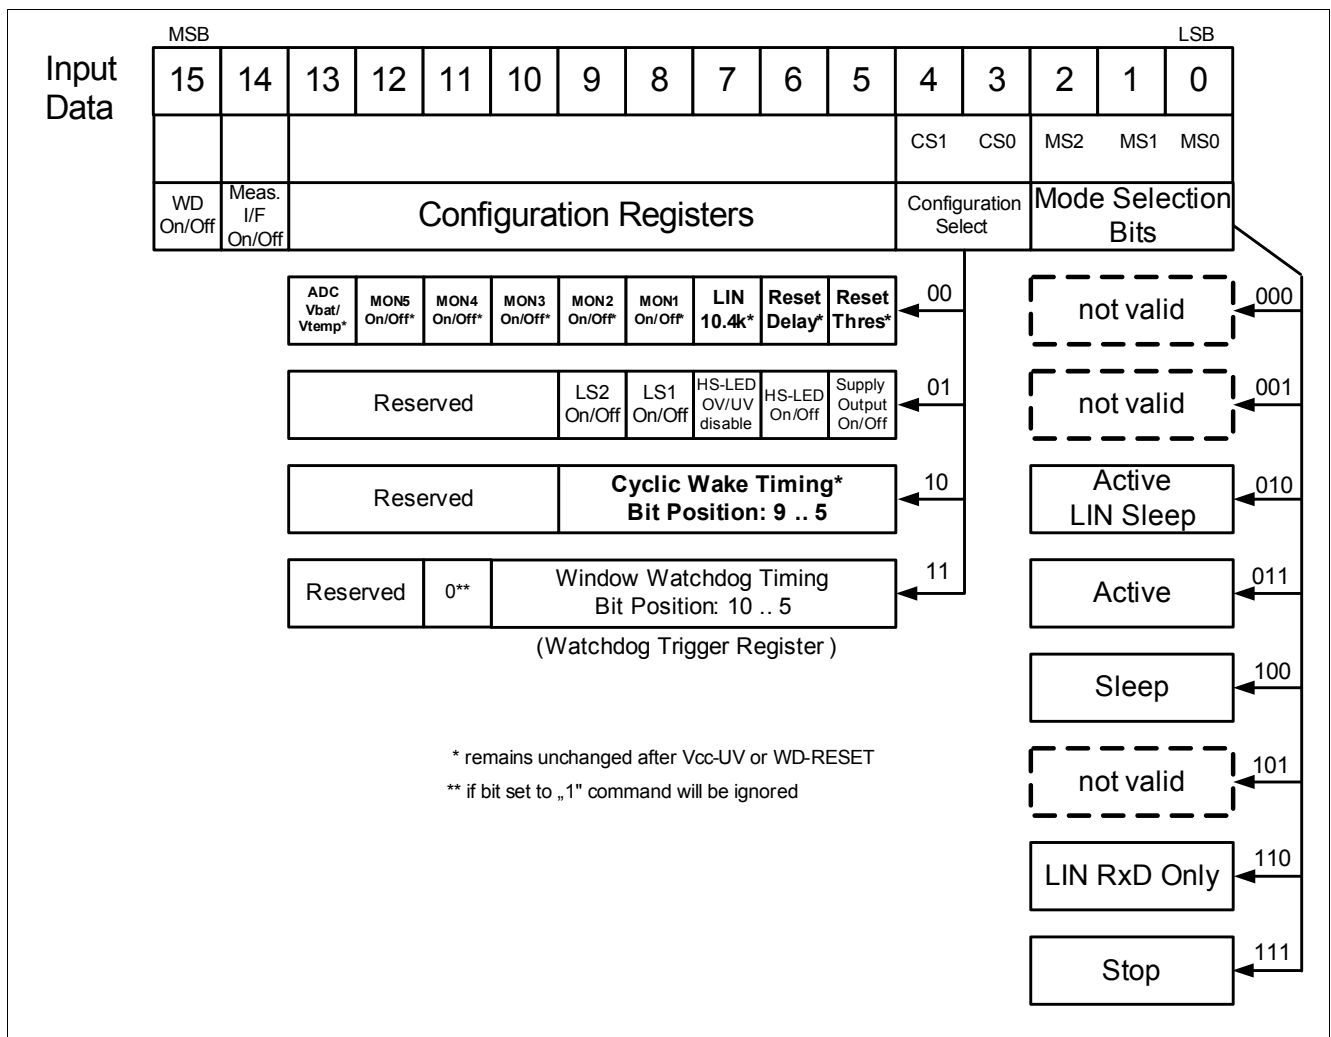 MSB
LSB
Input
Data
15 14 13 12 11 10 9 8 7 6 5 4 3 2 1 0
CS1 CS0 MS2 MS1 MS0
WD
On/Off
Meas.
I/F
On/Off
Configuration Registers
Configuration
Select
Mode Selection
Bits
ADC
Vbat/
Vtemp*
MON5
On/Off*
MON4
On/Off*
MON3
On/Off*
MON2
On/Off*
MON1
On/Off*
LIN
10.4k*
Reset
Delay*
Reset
Thres*
00
not valid
000
Reserved
LS2
On/Off
LS1
On/Off
HS-LED
OV/UV
disable
HS-LED
On/Off
Supply
Output
On/Off
01
not valid
001
Reserved
Cyclic Wake Timing*
Bit Position: 9 .. 5
10
Active
LIN Sleep
010
Reserved
0**
Window Watchdog Timing
Bit Position: 10 .. 5
11
Active
011
(Watchdog Trigger Register )
Sleep
100
* remains unchanged after Vcc-UV or WD-RESET
** if bit set to „1" command will be ignored
not valid
101
LIN RxD Only
110
Stop
111